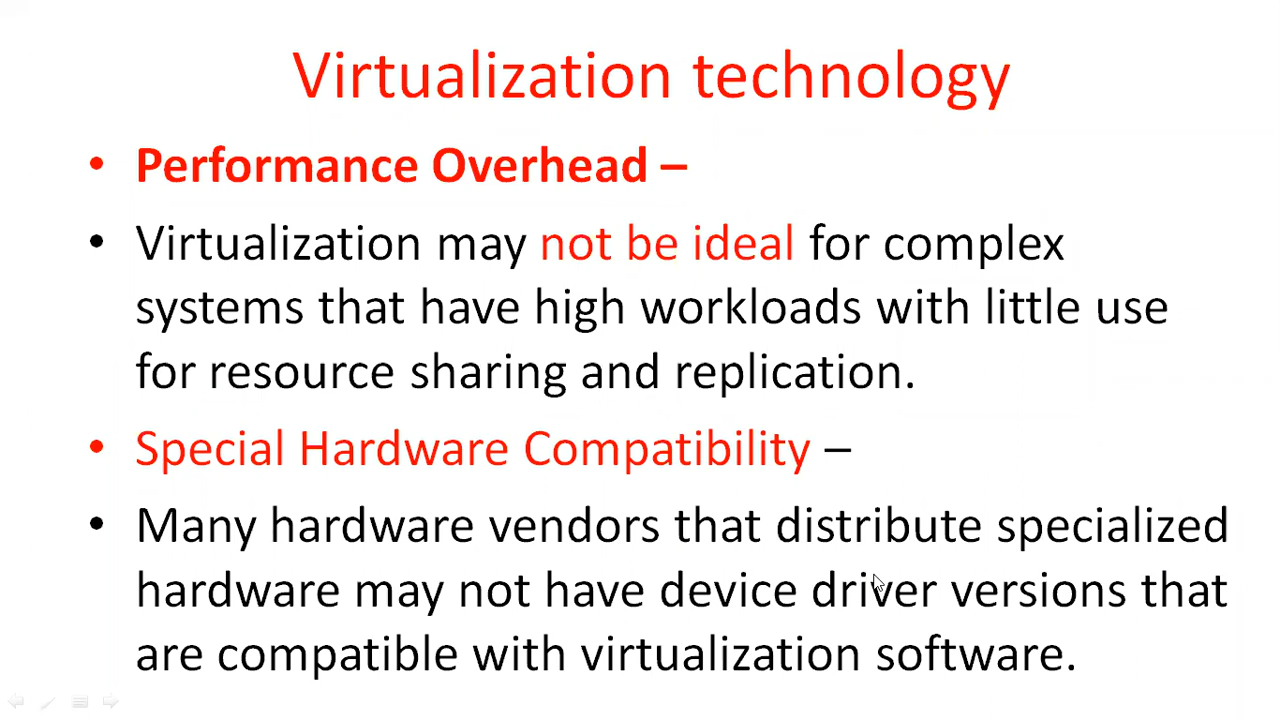 Virtualization technology
• Performance Overhead –
• Virtualization may not be ideal for complex
systems that have high workloads with little use
for resource sharing and replication.
• Special Hardware Compatibility –
• Many hardware vendors that distribute specialized
hardware may not have device driver versions that
are compatible with virtualization software.